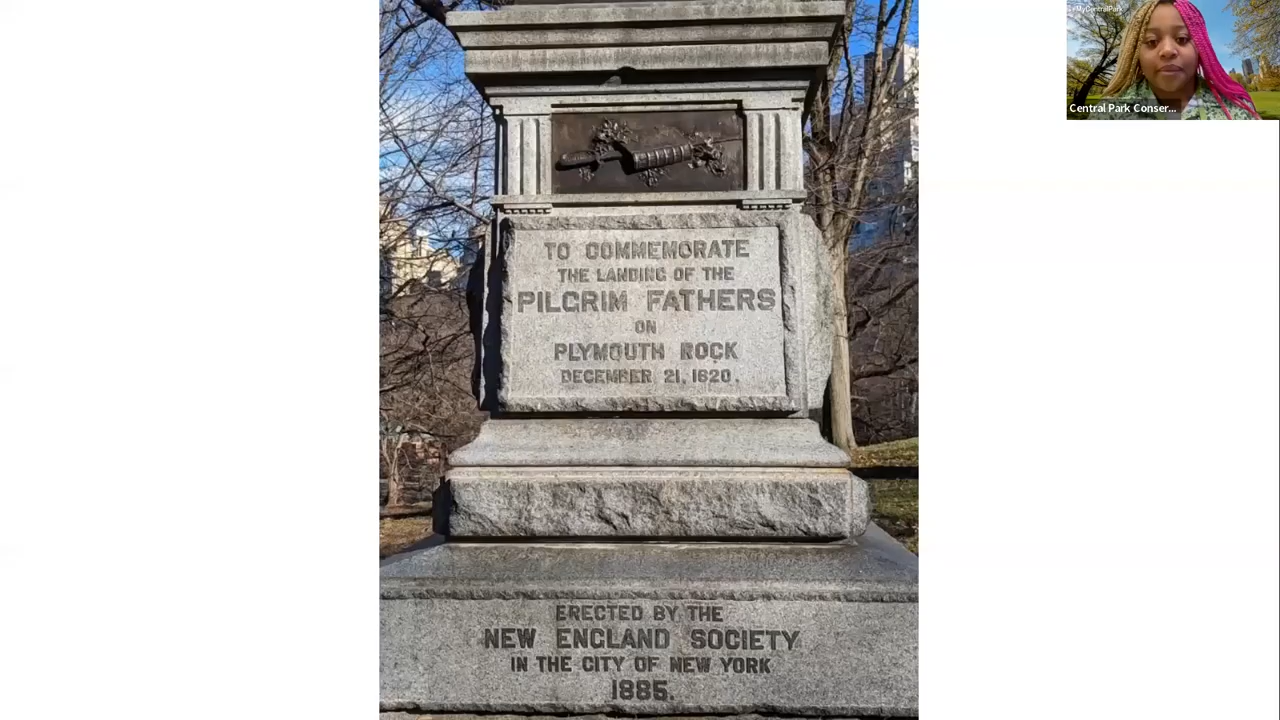 TO COMMEMORATE
THE LANDING OF THE
PILGRIM FATHERS
ON
PLYMOUTH ROCK
DECEMBER 21, 1620.
ERECTED BY THE
NEW ENGLAND SOCIETY
IN THE CITY OF NEW YORK
1885.
#MyCentralPark
Central Park Conser...